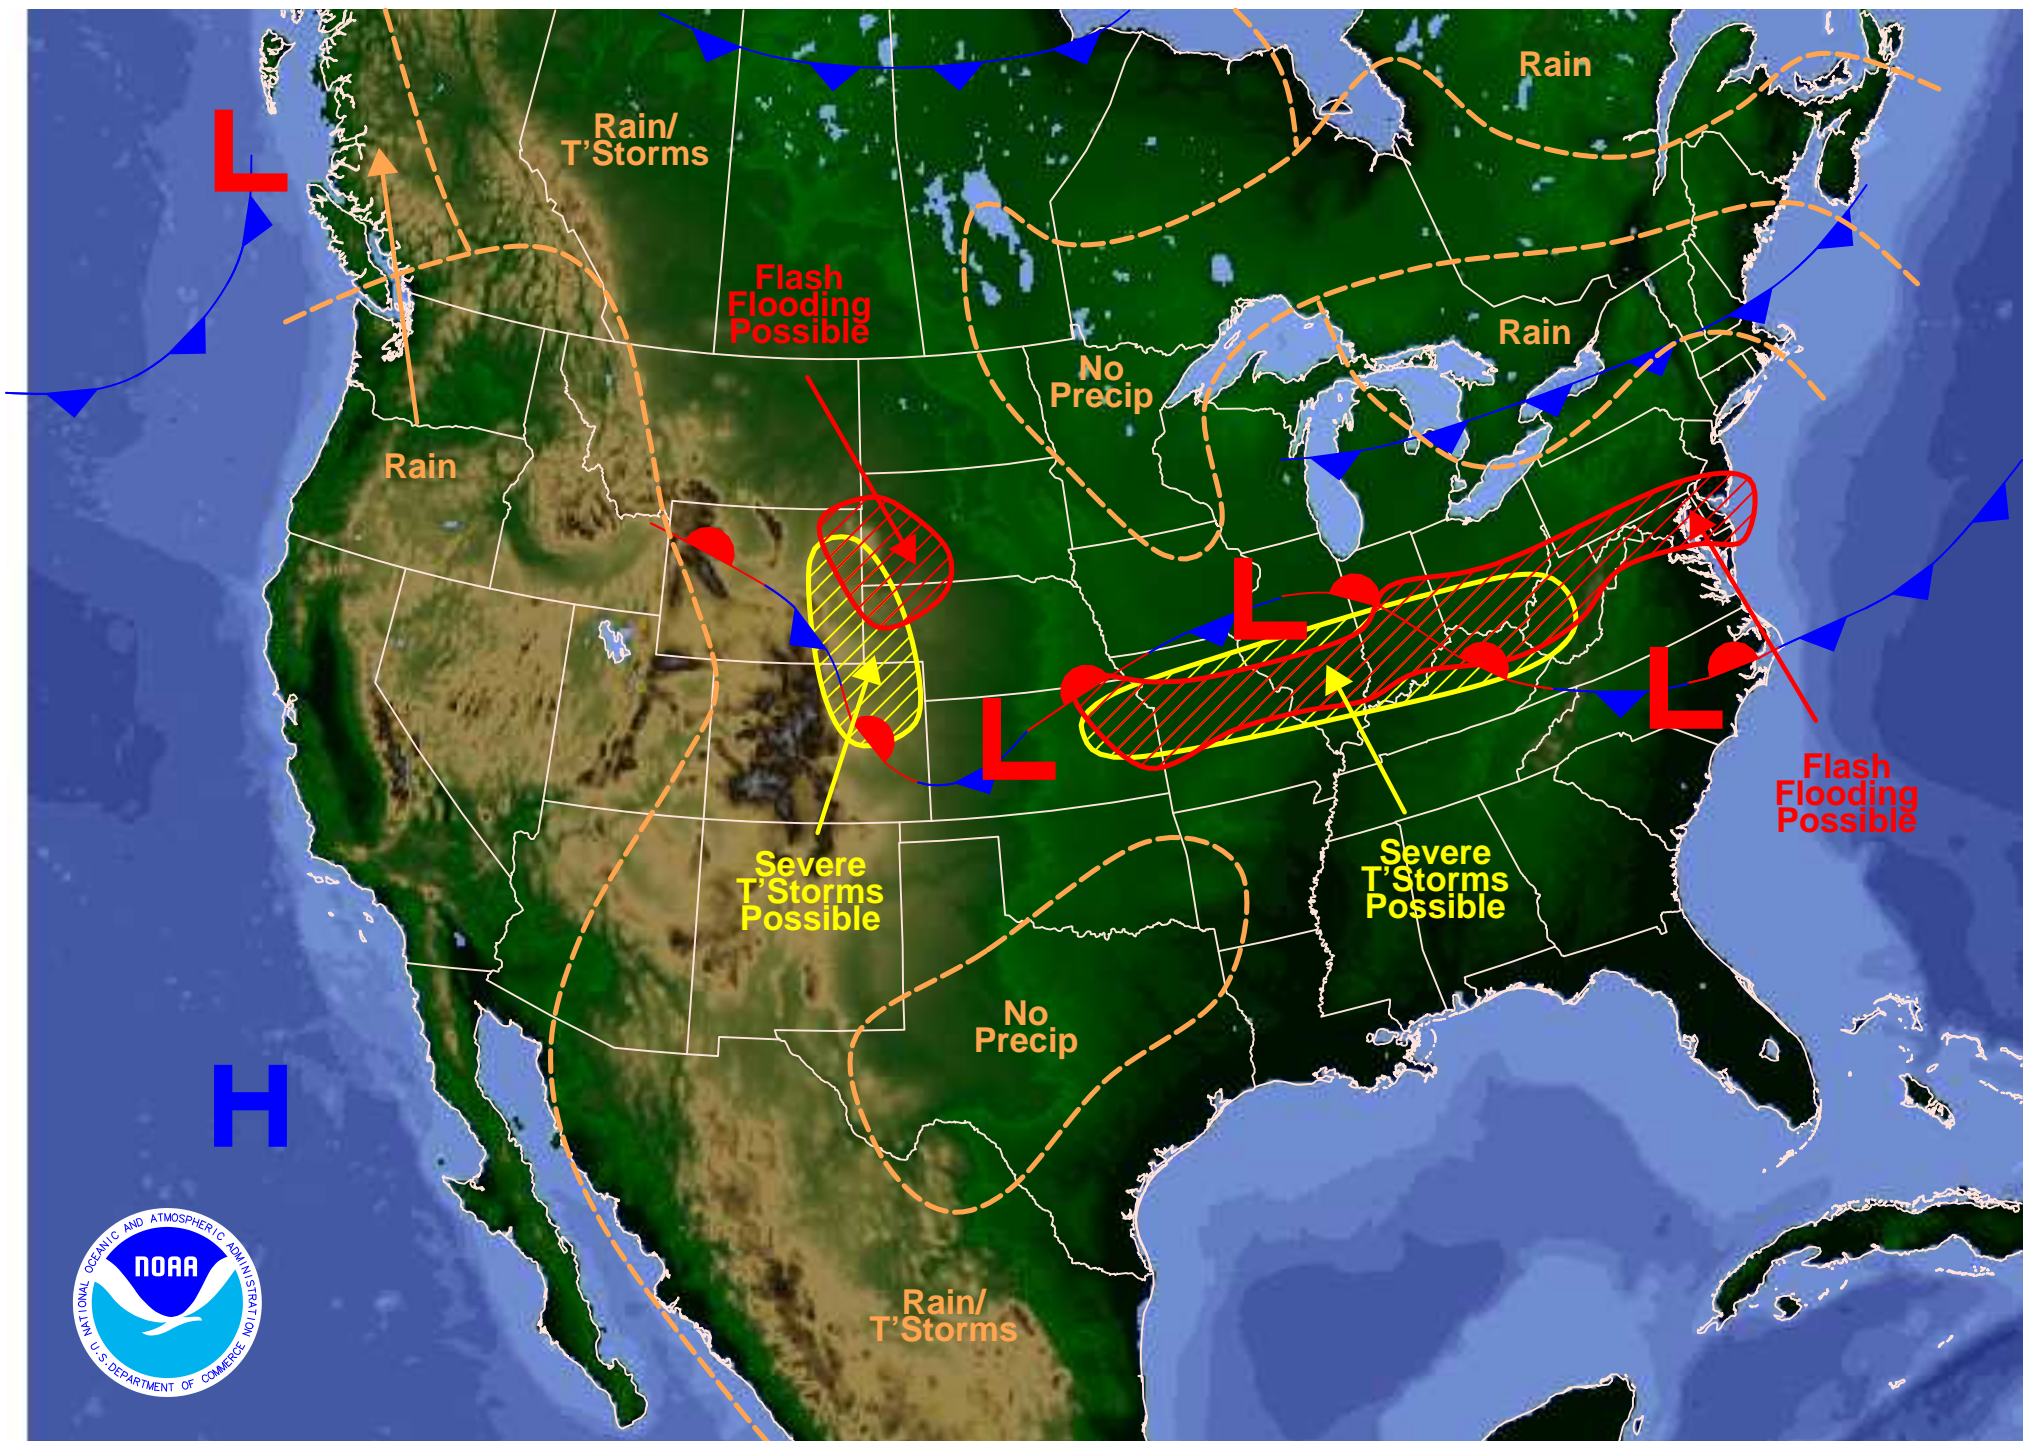 Rain
L
Rain/
T'Storms
Flash
Flooding
Possible
No
Precip
Rain
Rain
L
L
L
Flash
Flooding
Possible
Severe
T'Storms
Possible
Severe
T'Storms
Possible
No
Precip
H
Rain/
T'Storms
NATIONAL OCEANIC AND ATMOSPHERIC ADMINISTRATION
NOAA
U.S. DEPARTMENT OF COMMERCE